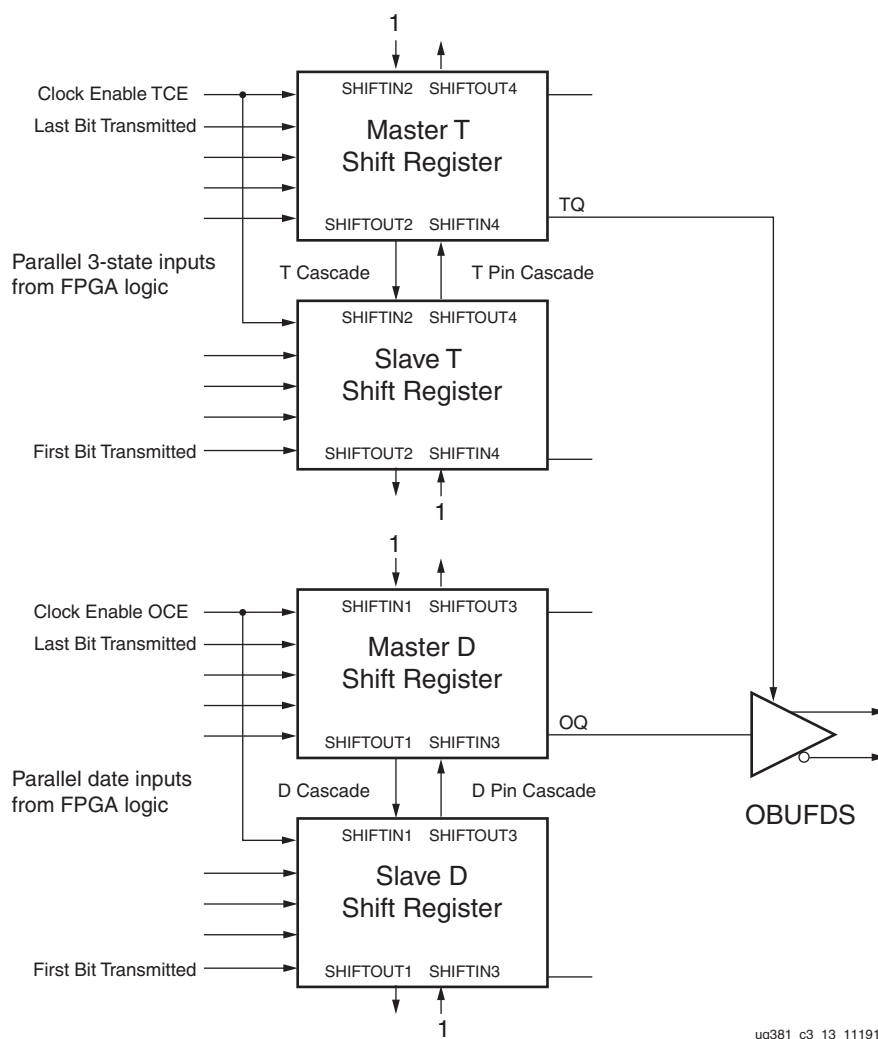 1
Clock Enable TCE
SHIFTIN2 SHIFTOUT4
Last Bit Transmitted
Master T
Shift Register
TQ
SHIFTOUT2 SHIFTIN4
Parallel 3-state inputs
from FPGA logic
T Cascade
T Pin Cascade
SHIFTIN2 SHIFTOUT4
Slave T
Shift Register
First Bit Transmitted
SHIFTOUT2 SHIFTIN4
1
1
Clock Enable OCE
SHIFTIN1 SHIFTOUT3
Last Bit Transmitted
Master D
Shift Register
OQ
SHIFTOUT1 SHIFTIN3
Parallel date inputs
from FPGA logic
D Cascade
D Pin Cascade
OBUFDS
SHIFTIN1 SHIFTOUT3
Slave D
Shift Register
First Bit Transmitted
SHIFTOUT1 SHIFTIN3
1
ug381_c3_13_11191